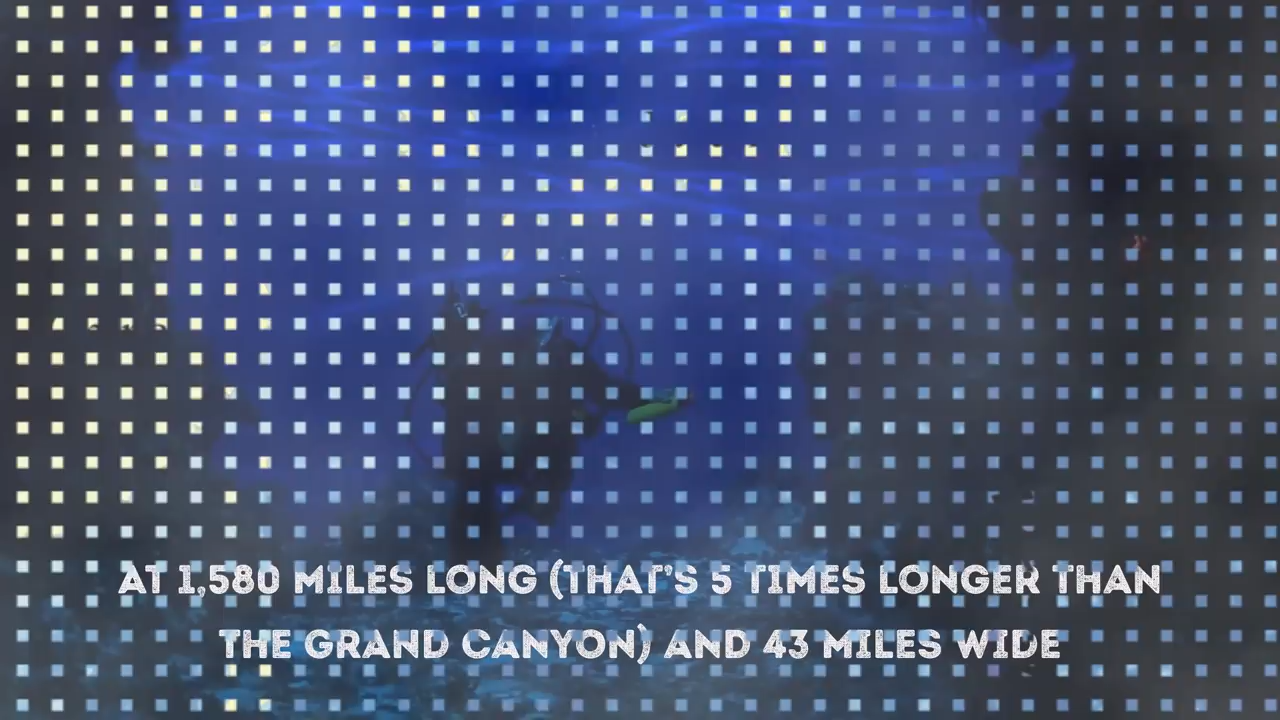 AT 1,580 MILES LONG (THAT'S 5 TIMES LONGER THAN
THE GRAND CANYON) AND 43 MILES WIDE